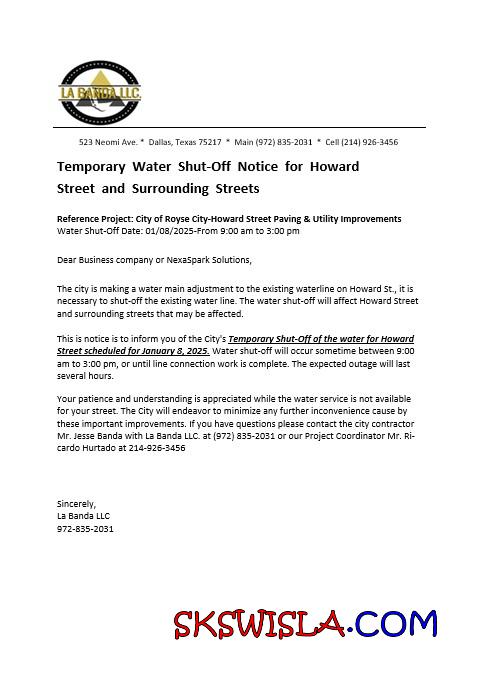 LA BANDA LLC.
523 Neomi Ave. * Dallas, Texas 75217 * Main (972) 835-2031 * Cell (214) 926-3456
Temporary Water Shut-Off Notice for Howard
Street and Surrounding Streets
Reference Project: City of Royse City-Howard Street Paving & Utility Improvements
Water Shut-Off Date: 01/08/2025-From 9:00 am to 3:00 pm
Dear Business company or NexaSpark Solutions,
The city is making a water main adjustment to the existing waterline on Howard St., it is
necessary to shut-off the existing water line. The water shut-off will affect Howard Street
and surrounding streets that may be affected.
This is notice is to inform you of the City's Temporary Shut-Off of the water for Howard
Street scheduled for January 8, 2025. Water shut-off will occur sometime between 9:00
am to 3:00 pm, or until line connection work is complete. The expected outage will last
several hours.
Your patience and understanding is appreciated while the water service is not available
for your street. The City will endeavor to minimize any further inconvenience cause by
these important improvements. If you have questions please contact the city contractor
Mr. Jesse Banda with La Banda LLC. at (972) 835-2031 or our Project Coordinator Mr. Ri-
cardo Hurtado at 214-926-3456
Sincerely,
La Banda LLC
972-835-2031
SKSWISLA.COM